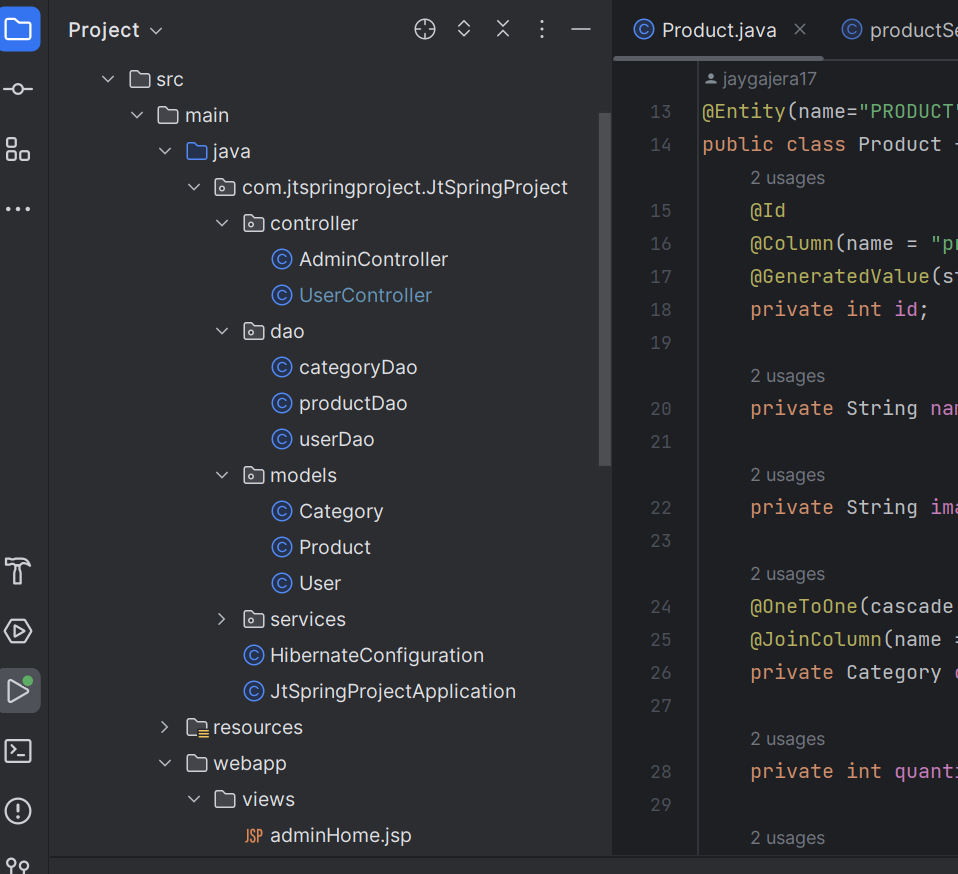 Project
src
main
java
com.jtspringproject.JtSpringProject
controller
AdminController
UserController
dao
categoryDao
productDao
userDao
models
Category
Product
User
services
HibernateConfiguration
JtSpringProjectApplication
resources
webapp
views
JSP adminHome.jsp
Product.java
productSe
jaygajera17
13 @Entity(name="PRODUCT"
14 public class Product {
2 usages
15 @Id
16 @Column(name = "pr
17 @GeneratedValue(st
18 private int id;
19
2 usages
20 private String nam
21
2 usages
22 private String ima
23
2 usages
24 @OneToOne(cascade
25 @JoinColumn(name =
26 private Category c
27
2 usages
28 private int quanti
29
2 usages